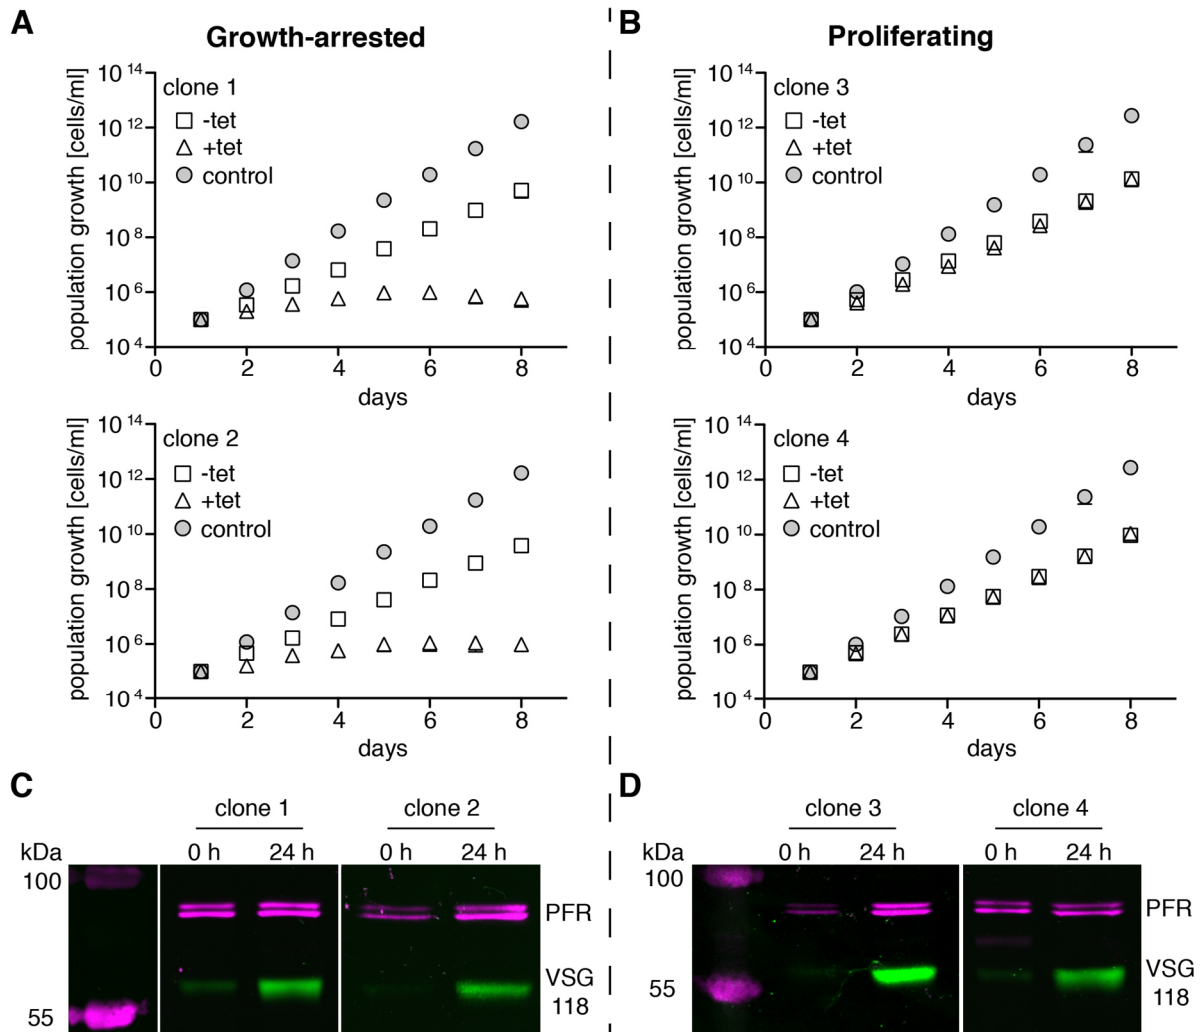 A
Growth-arrested
population growth [cells/ml]
10 14
10 12
10 10
10 8
10 6
10 4
clone 1
-tet
+tet
control
0 2 4 6 8
days
population growth [cells/ml]
10 14
10 12
10 10
10 8
10 6
10 4
clone 2
-tet
+tet
control
0 2 4 6 8
days
B
Proliferating
population growth [cells/ml]
10 14
10 12
10 10
10 8
10 6
10 4
clone 3
-tet
+tet
control
0 2 4 6 8
days
population growth [cells/ml]
10 14
10 12
10 10
10 8
10 6
10 4
clone 4
-tet
+tet
control
0 2 4 6 8
days
C
clone 1 clone 2
kDa 0 h 24 h 0 h 24 h
100
PFR
VSG
118
55
D
clone 3 clone 4
kDa 0 h 24 h 0 h 24 h
100
PFR
VSG
55
118